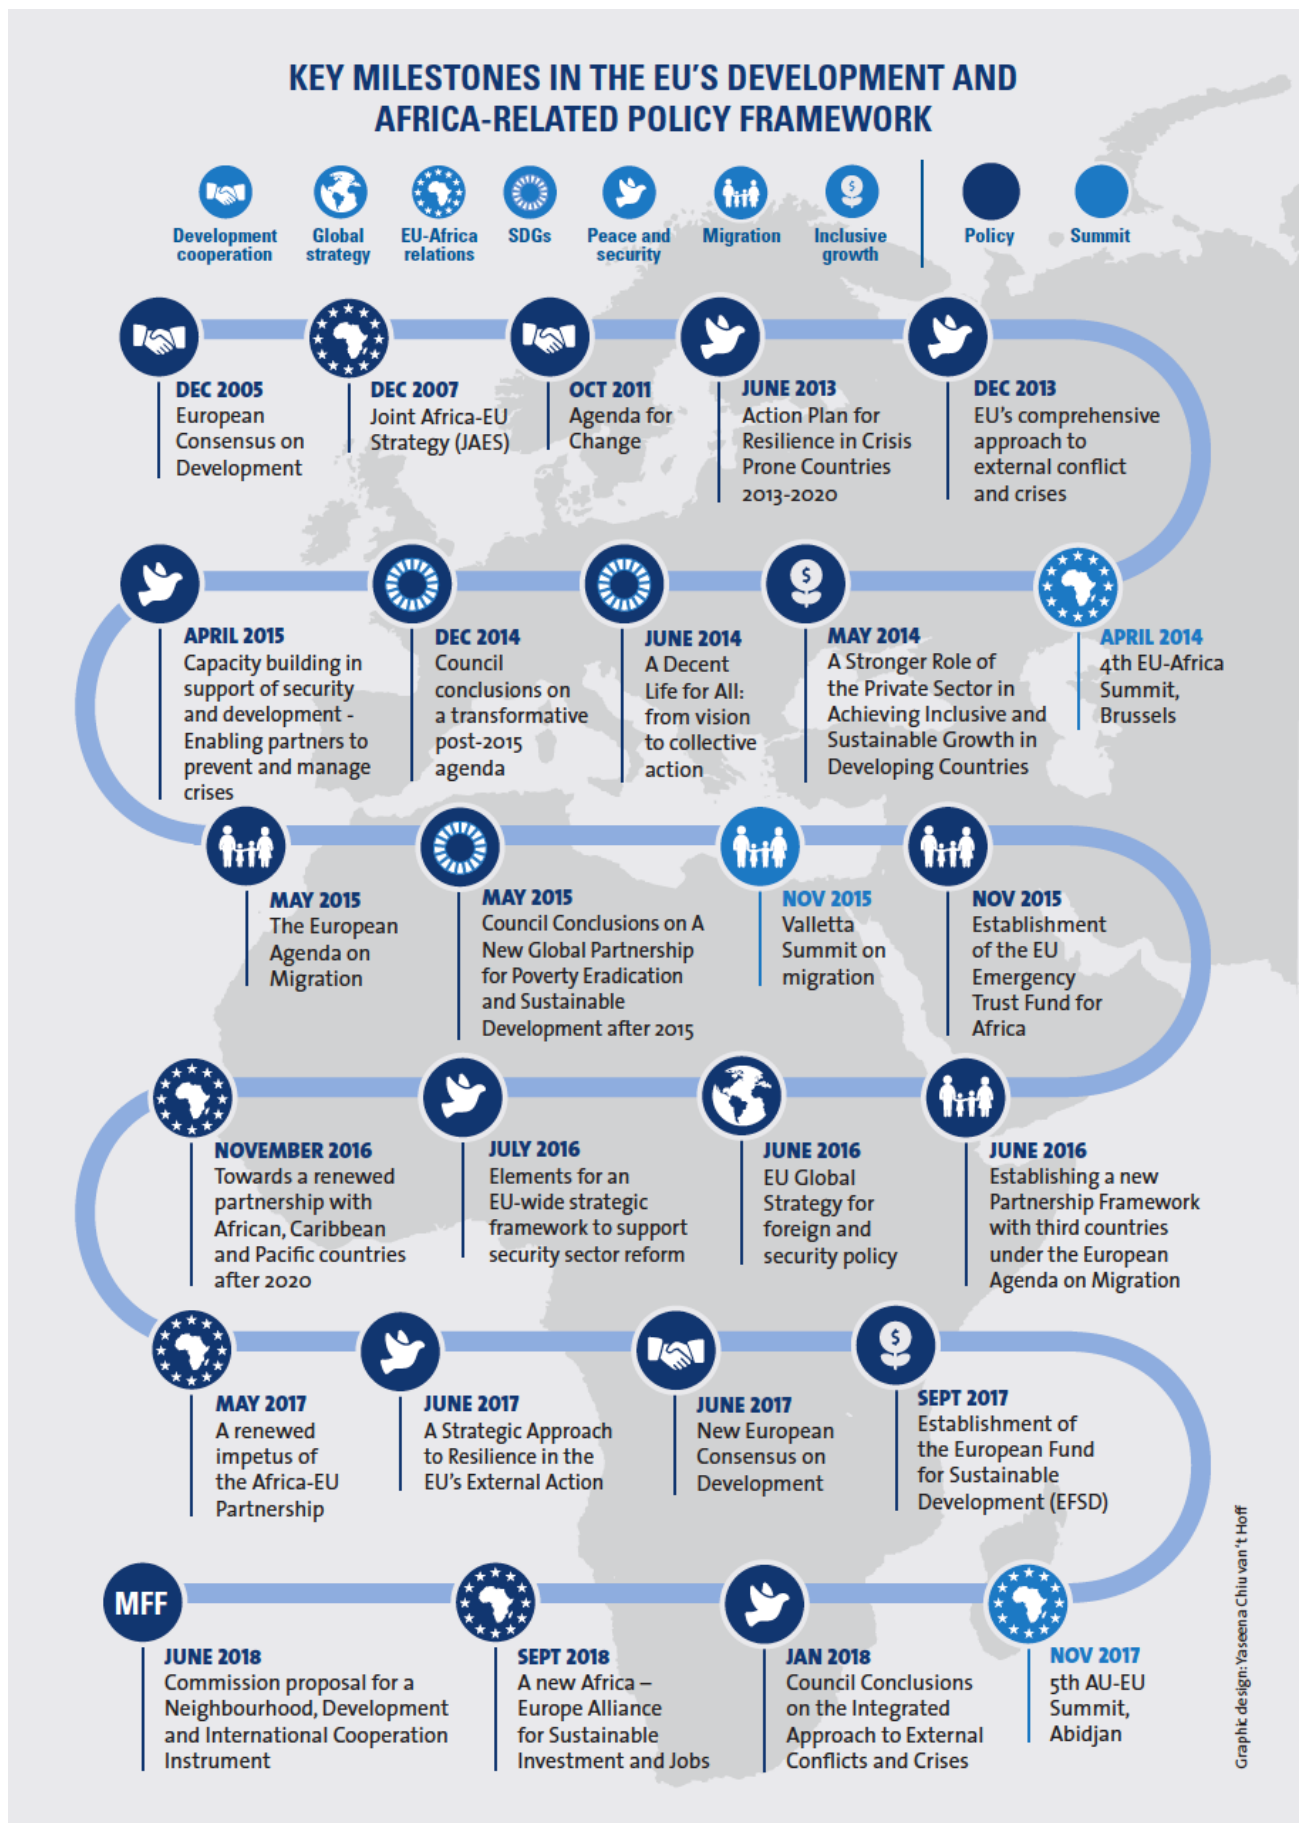 KEY MILESTONES IN THE EU'S DEVELOPMENT AND
AFRICA-RELATED POLICY FRAMEWORK
Development
cooperation
Global
strategy
EU-Africa
relations
SDGs
Peace and
security
Migration
Inclusive
growth
Policy
Summit
DEC 2005
European
Consensus on
Development
DEC 2007
Joint Africa-EU
Strategy (JAES)
OCT 2011
Agenda for
Change
JUNE 2013
Action Plan for
Resilience in Crisis
Prone Countries
2013-2020
DEC 2013
EU's comprehensive
approach to
external conflict
and crises
APRIL 2015
Capacity building in
support of security
and development -
Enabling partners to
prevent and manage
crises
DEC 2014
Council
conclusions on
a transformative
post-2015
agenda
JUNE 2014
A Decent
Life for All:
from vision
to collective
action
$
MAY 2014
A Stronger Role of
the Private Sector in
Achieving Inclusive and
Sustainable Growth in
Developing Countries
APRIL 2014
4th EU-Africa
Summit,
Brussels
MAY 2015
The European
Agenda on
Migration
MAY 2015
Council Conclusions on A
New Global Partnership
for Poverty Eradication
and Sustainable
Development after 2015
NOV 2015
Valletta
Summit on
migration
NOV 2015
Establishment
of the EU
Emergency
Trust Fund for
Africa
NOVEMBER 2016
Towards a renewed
partnership with
African, Caribbean
and Pacific countries
after 2020
JULY 2016
Elements for an
EU-wide strategic
framework to support
security sector reform
JUNE 2016
EU Global
Strategy for
foreign and
security policy
JUNE 2016
Establishing a new
Partnership Framework
with third countries
under the European
Agenda on Migration
MAY 2017
A renewed
impetus of
the Africa-EU
Partnership
JUNE 2017
A Strategic Approach
to Resilience in the
EU's External Action
JUNE 2017
New European
Consensus on
Development
$
SEPT 2017
Establishment of
the European Fund
for Sustainable
Development (EFSD)
MFF
JUNE 2018
Commission proposal for a
Neighbourhood, Development
and International Cooperation
Instrument
SEPT 2018
A new Africa –
Europe Alliance
for Sustainable
Investment and Jobs
JAN 2018
Council Conclusions
on the Integrated
Approach to External
Conflicts and Crises
NOV 2017
5th AU-EU
Summit,
Abidjan
Graphic design: Yaseena Chiu van't Hoff